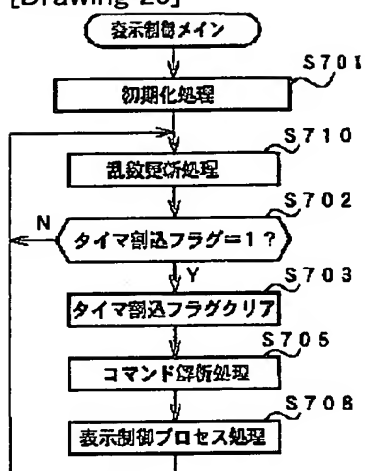 [Drawing 20]
表示制御メイン
S701
初期化処理
S710
乱数更新処理
S702
N
タイマ割込フラグ=1?
Y
S703
タイマ割込フラグクリア
S705
コマンド解析処理
S708
表示制御プロセス処理